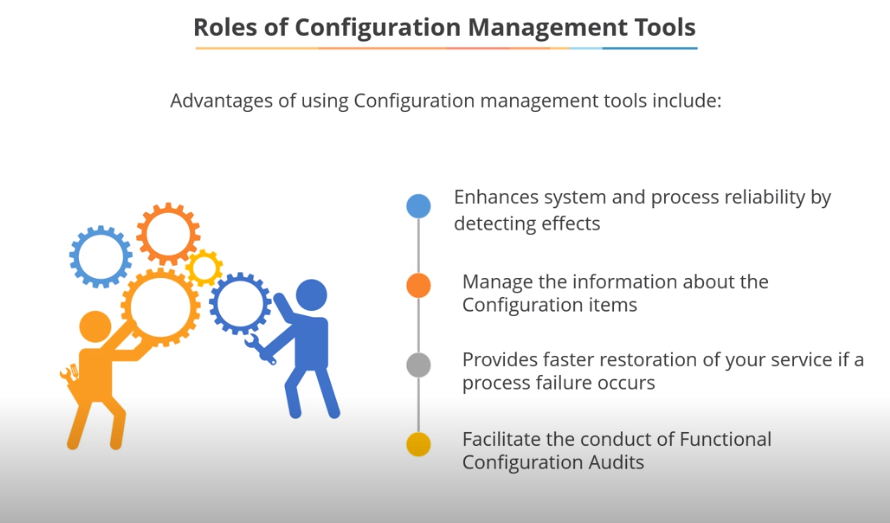 Roles of Configuration Management Tools
Advantages of using Configuration management tools include:
Enhances system and process reliability by
detecting effects
Manage the information about the
Configuration items
Provides faster restoration of your service if a
process failure occurs
Facilitate the conduct of Functional
Configuration Audits